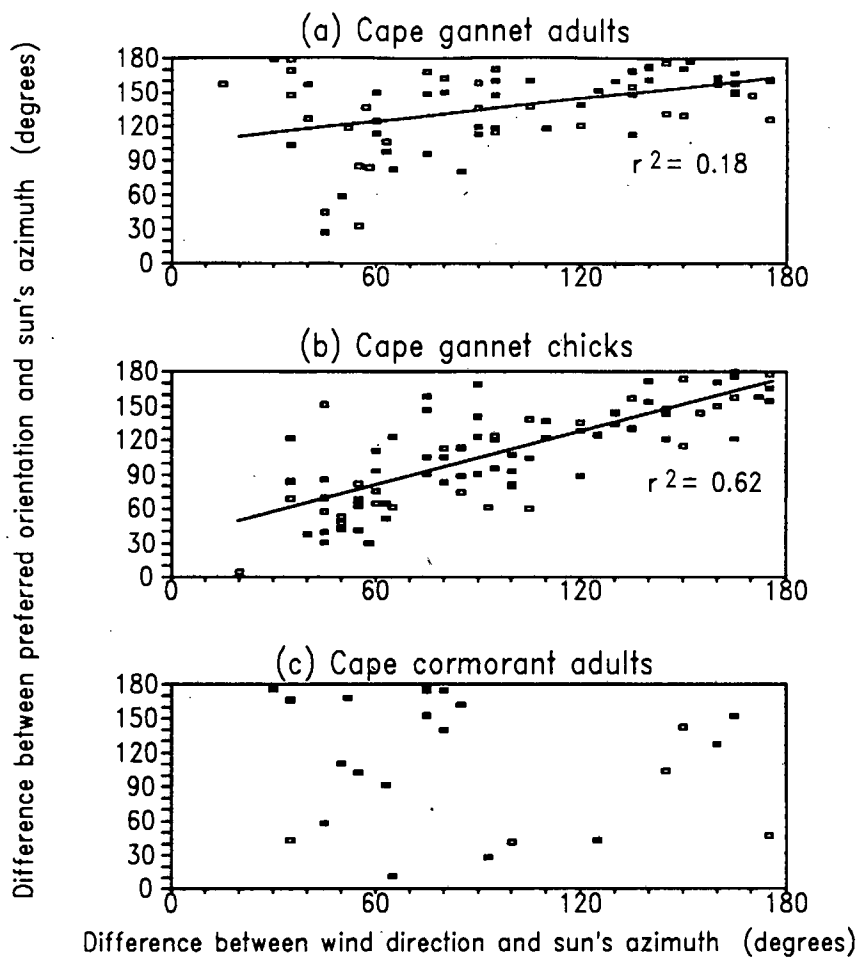 Difference between preferred orientation and sun's azimuth (degrees)
(a) Cape gannet adults
180
150
120
90
60
30
0
r 2 = 0.18
0 60 120 180
(b) Cape gannet chicks
180
150
120
90
60
30
0
r 2 = 0.62
0 60 120 180
(c) Cape cormorant adults
180
150
120
90
60
30
0
0 60 120 180
Difference between wind direction and sun's azimuth (degrees)